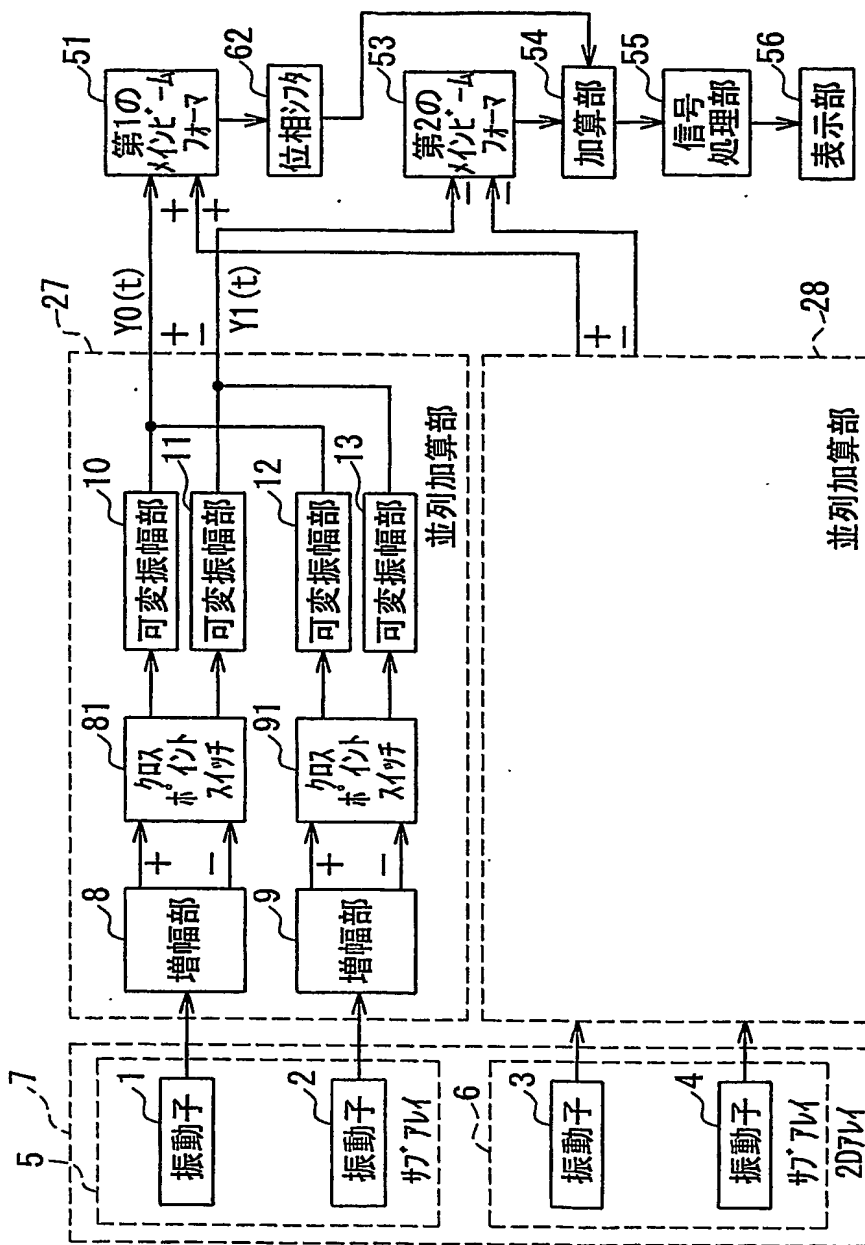 7
5
1
振動子
2
振動子
サブアレイ
6
3
振動子
4
振動子
サブアレイ
2Dアレイ
27
8
増幅部
+
−
81
クロス
ポイント
スイッチ
10
可変振幅部
11
可変振幅部
9
増幅部
+
−
91
クロス
ポイント
スイッチ
12
可変振幅部
13
可変振幅部
並列加算部
+
−
Y0(t)
Y1(t)
28
並列加算部
+
−
+
+
51
第1の
メインビーム
フォーマ
62
位相シフタ
−
−
53
第2の
メインビーム
フォーマ
54
加算部
55
信号
処理部
56
表示部